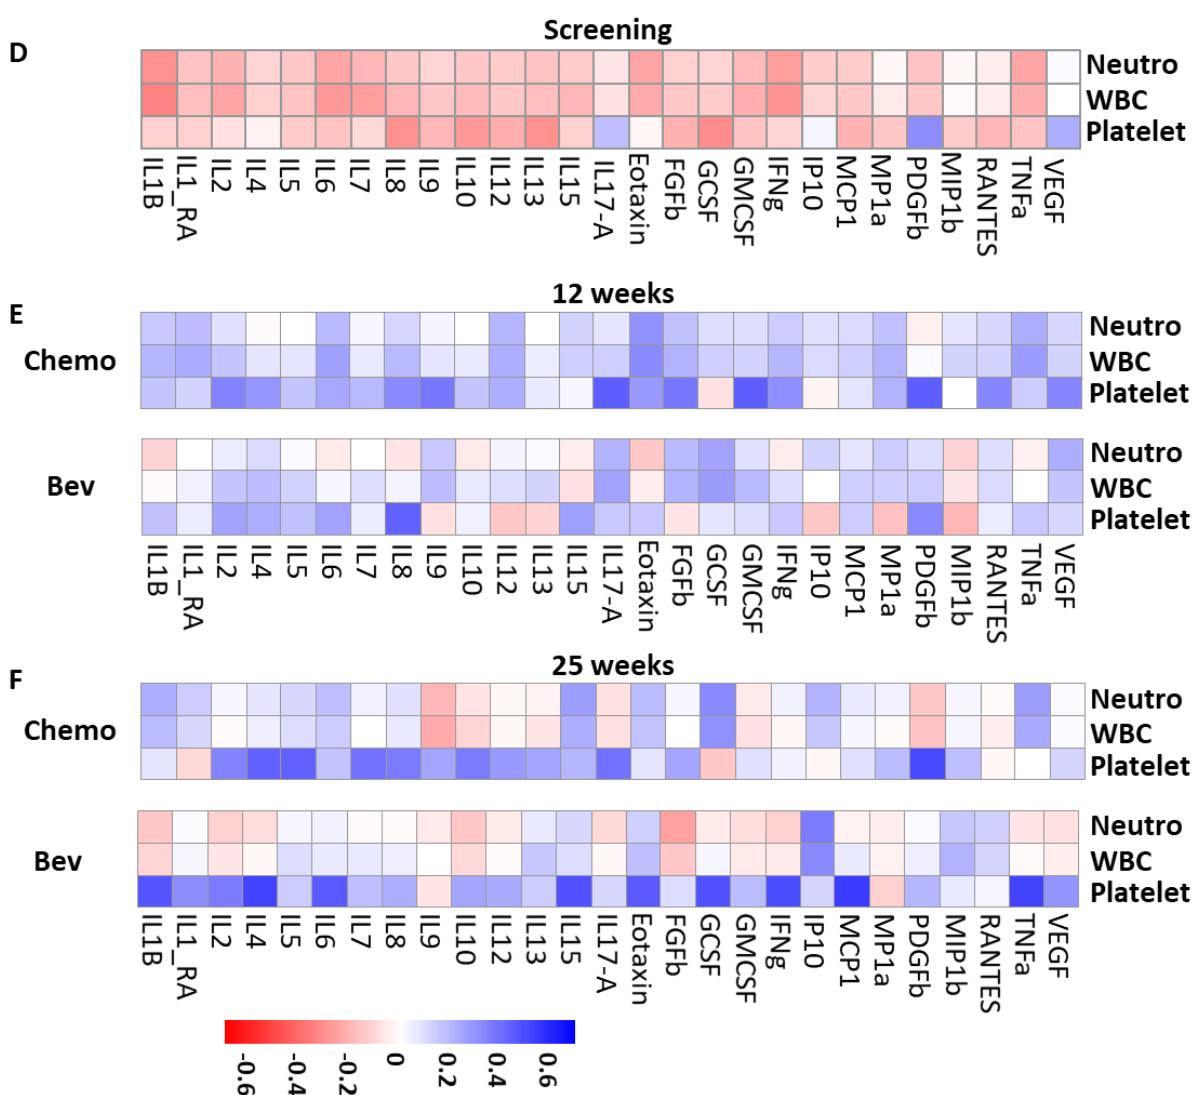 Screening
D
Neutro
WBC
Platelet
IL1B IL1_RA IL2 IL4 IL5 IL6 IL7 IL8 IL9 IL10 IL12 IL13 IL15 IL17-A Eotaxin FGFb GCSF GMCSF IFNg IP10 MCP1 MP1a PDGFb MIP1b RANTES TNFa VEGF
12 weeks
E
Chemo
Neutro
WBC
Platelet
Bev
Neutro
WBC
Platelet
IL1B IL1_RA IL2 IL4 IL5 IL6 IL7 IL8 IL9 IL10 IL12 IL13 IL15 IL17-A Eotaxin FGFb GCSF GMCSF IFNg IP10 MCP1 MP1a PDGFb MIP1b RANTES TNFa VEGF
25 weeks
F
Chemo
Neutro
WBC
Platelet
Bev
Neutro
WBC
Platelet
IL1B IL1_RA IL2 IL4 IL5 IL6 IL7 IL8 IL9 IL10 IL12 IL13 IL15 IL17-A Eotaxin FGFb GCSF GMCSF IFNg IP10 MCP1 MP1a PDGFb MIP1b RANTES TNFa VEGF
-0.6 -0.4 -0.2 0 0.2 0.4 0.6